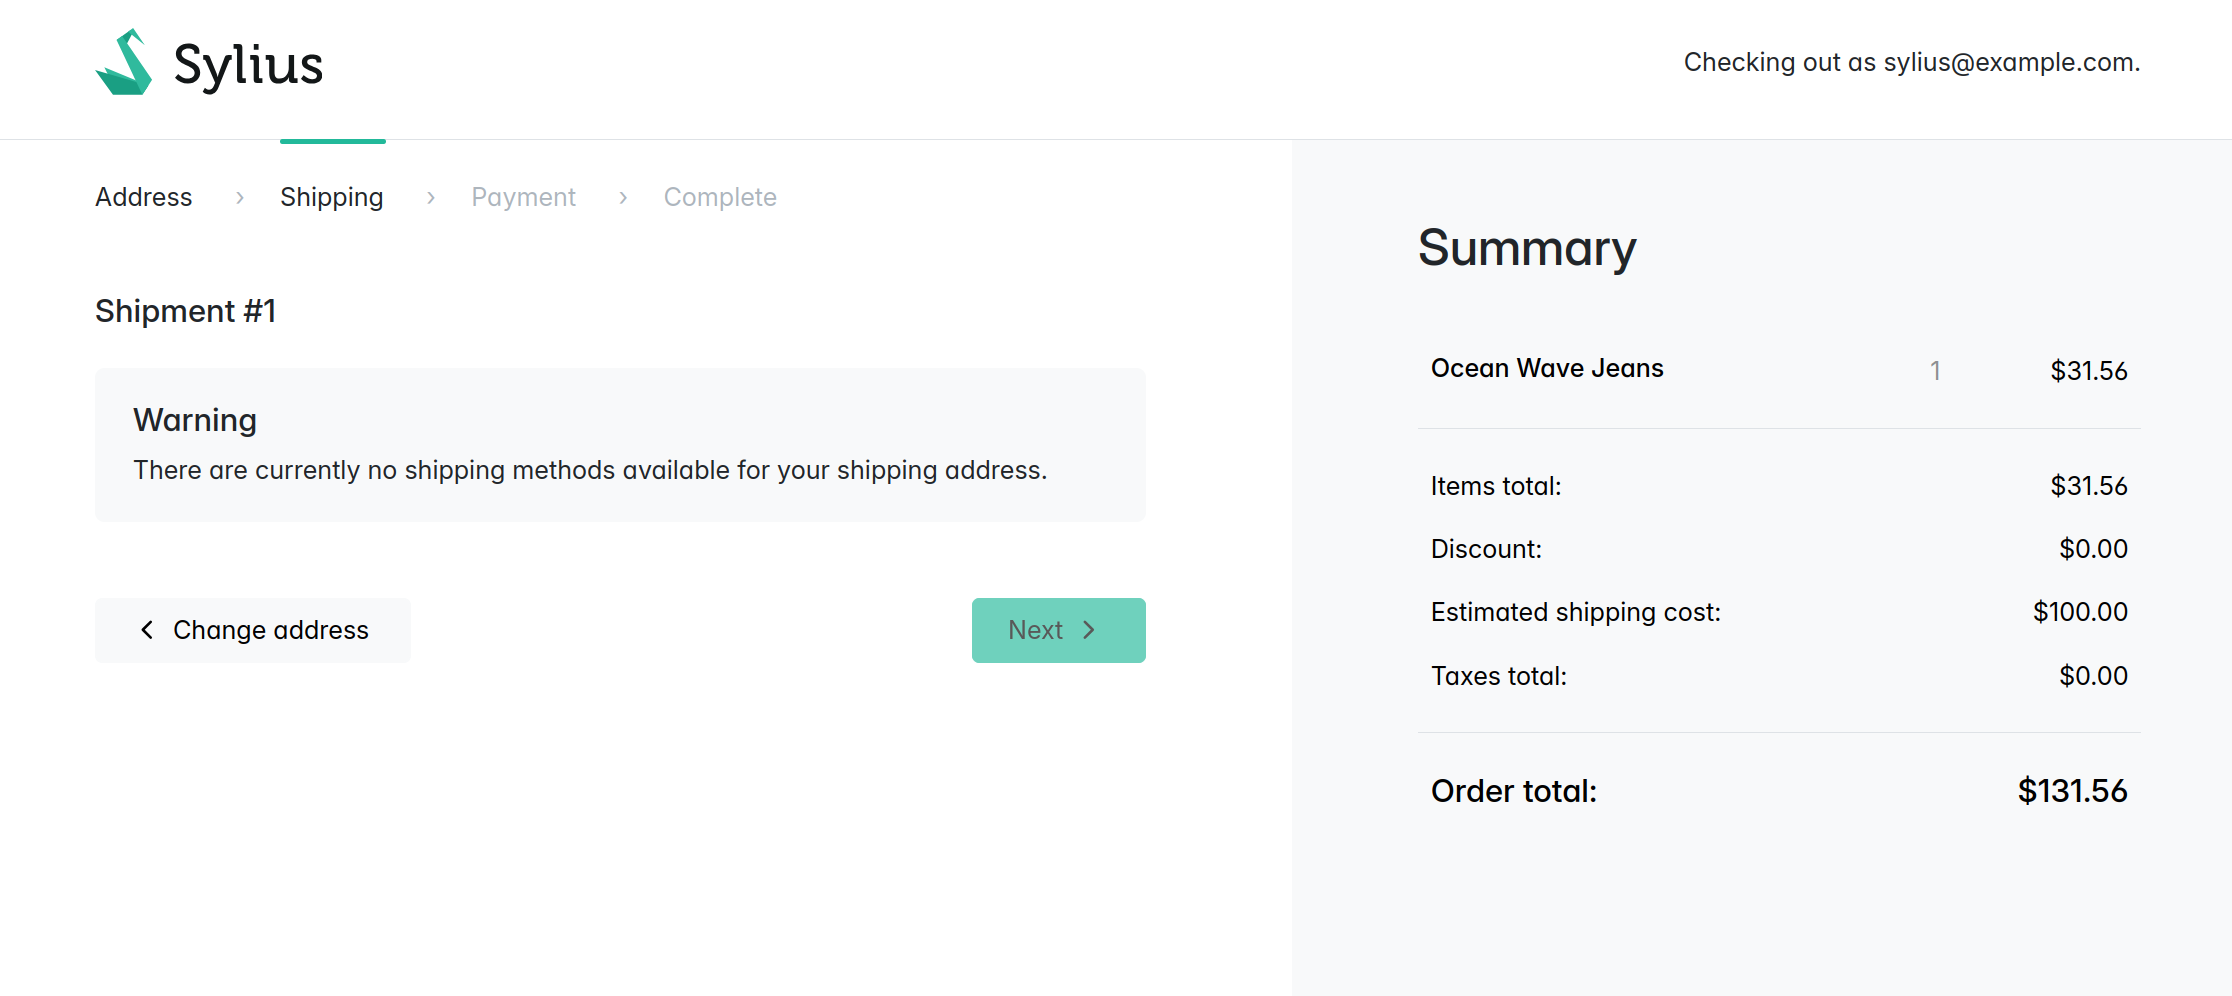 Sylius
Checking out as sylius@example.com.
Address › Shipping › Payment › Complete
Shipment #1
Warning
There are currently no shipping methods available for your shipping address.
Change address
Next
Summary
Ocean Wave Jeans 1 $31.56
Items total: $31.56
Discount: $0.00
Estimated shipping cost: $100.00
Taxes total: $0.00
Order total: $131.56